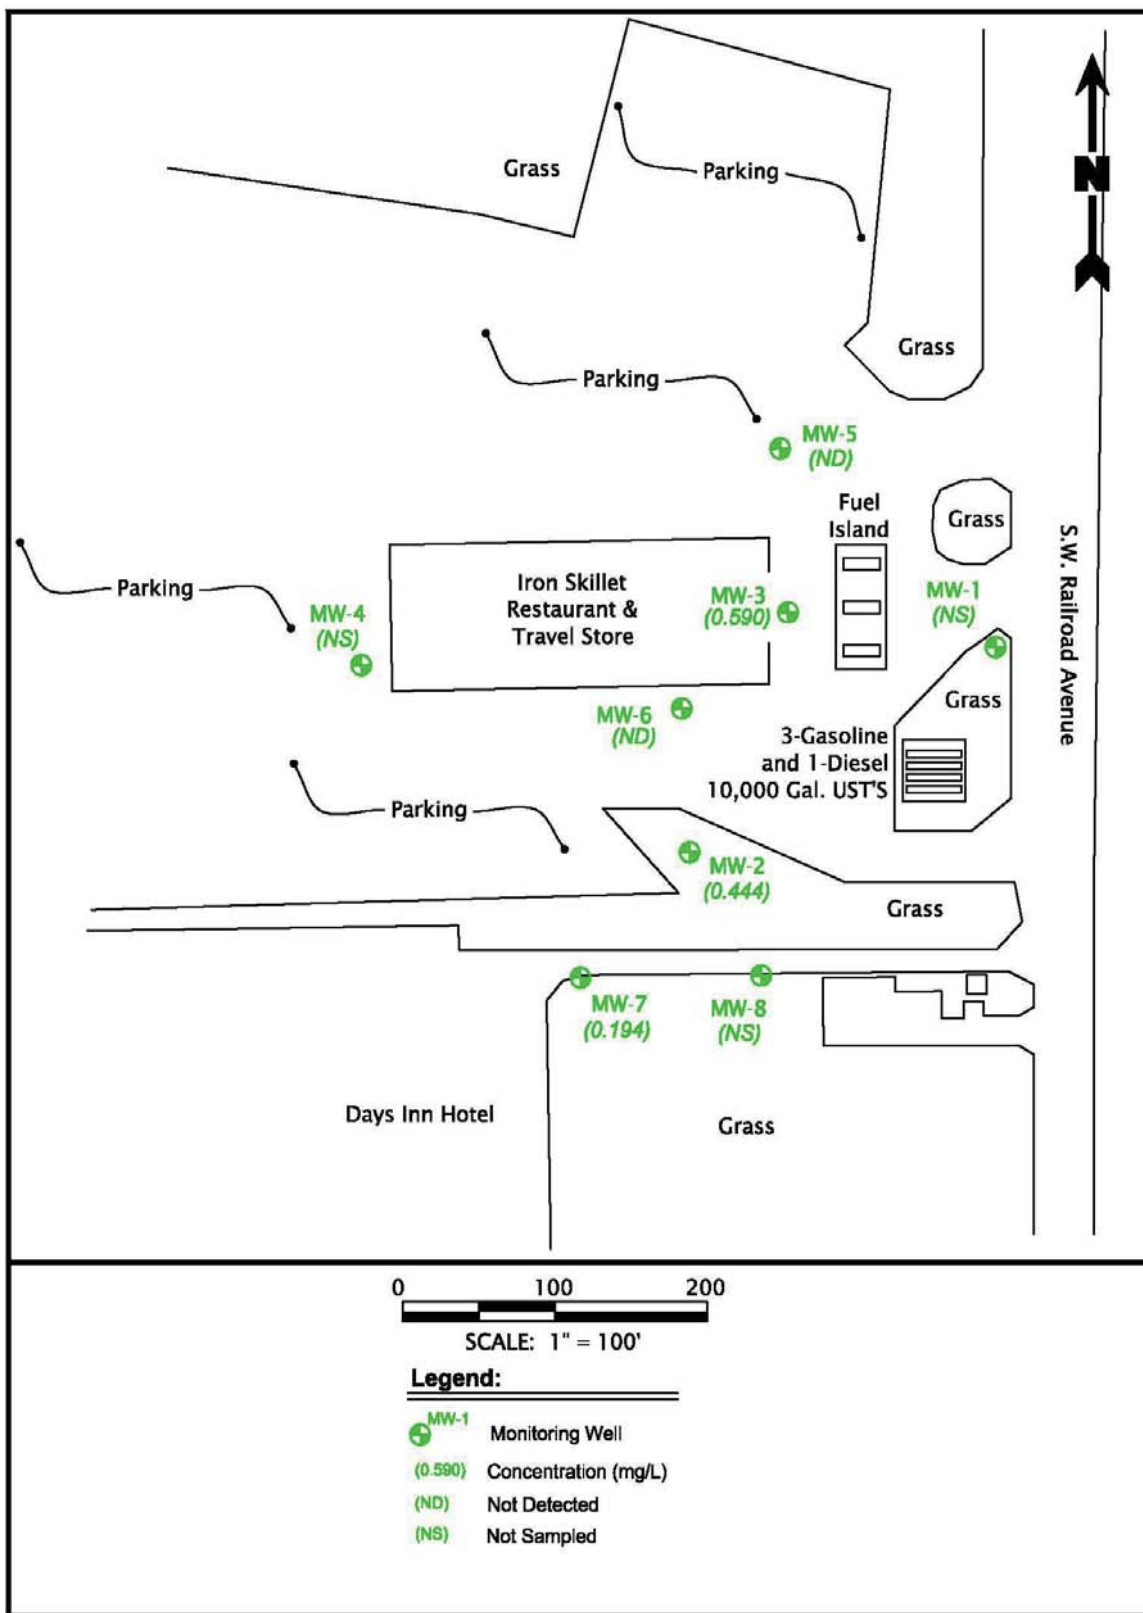 Grass
Parking
N
Grass
Parking
MW-5
(ND)
Fuel
Island
Grass
S.W. Railroad Avenue
Parking
MW-4
(NS)
Iron Skillet
Restaurant &
Travel Store
MW-3
(0.590)
MW-1
(NS)
Grass
MW-6
(ND)
3-Gasoline
and 1-Diesel
10,000 Gal. UST'S
Parking
MW-2
(0.444)
Grass
MW-7
(0.194)
MW-8
(NS)
Days Inn Hotel
Grass
0 100 200
SCALE: 1" = 100'
Legend:
MW-1
Monitoring Well
(0.590) Concentration (mg/L)
(ND) Not Detected
(NS) Not Sampled